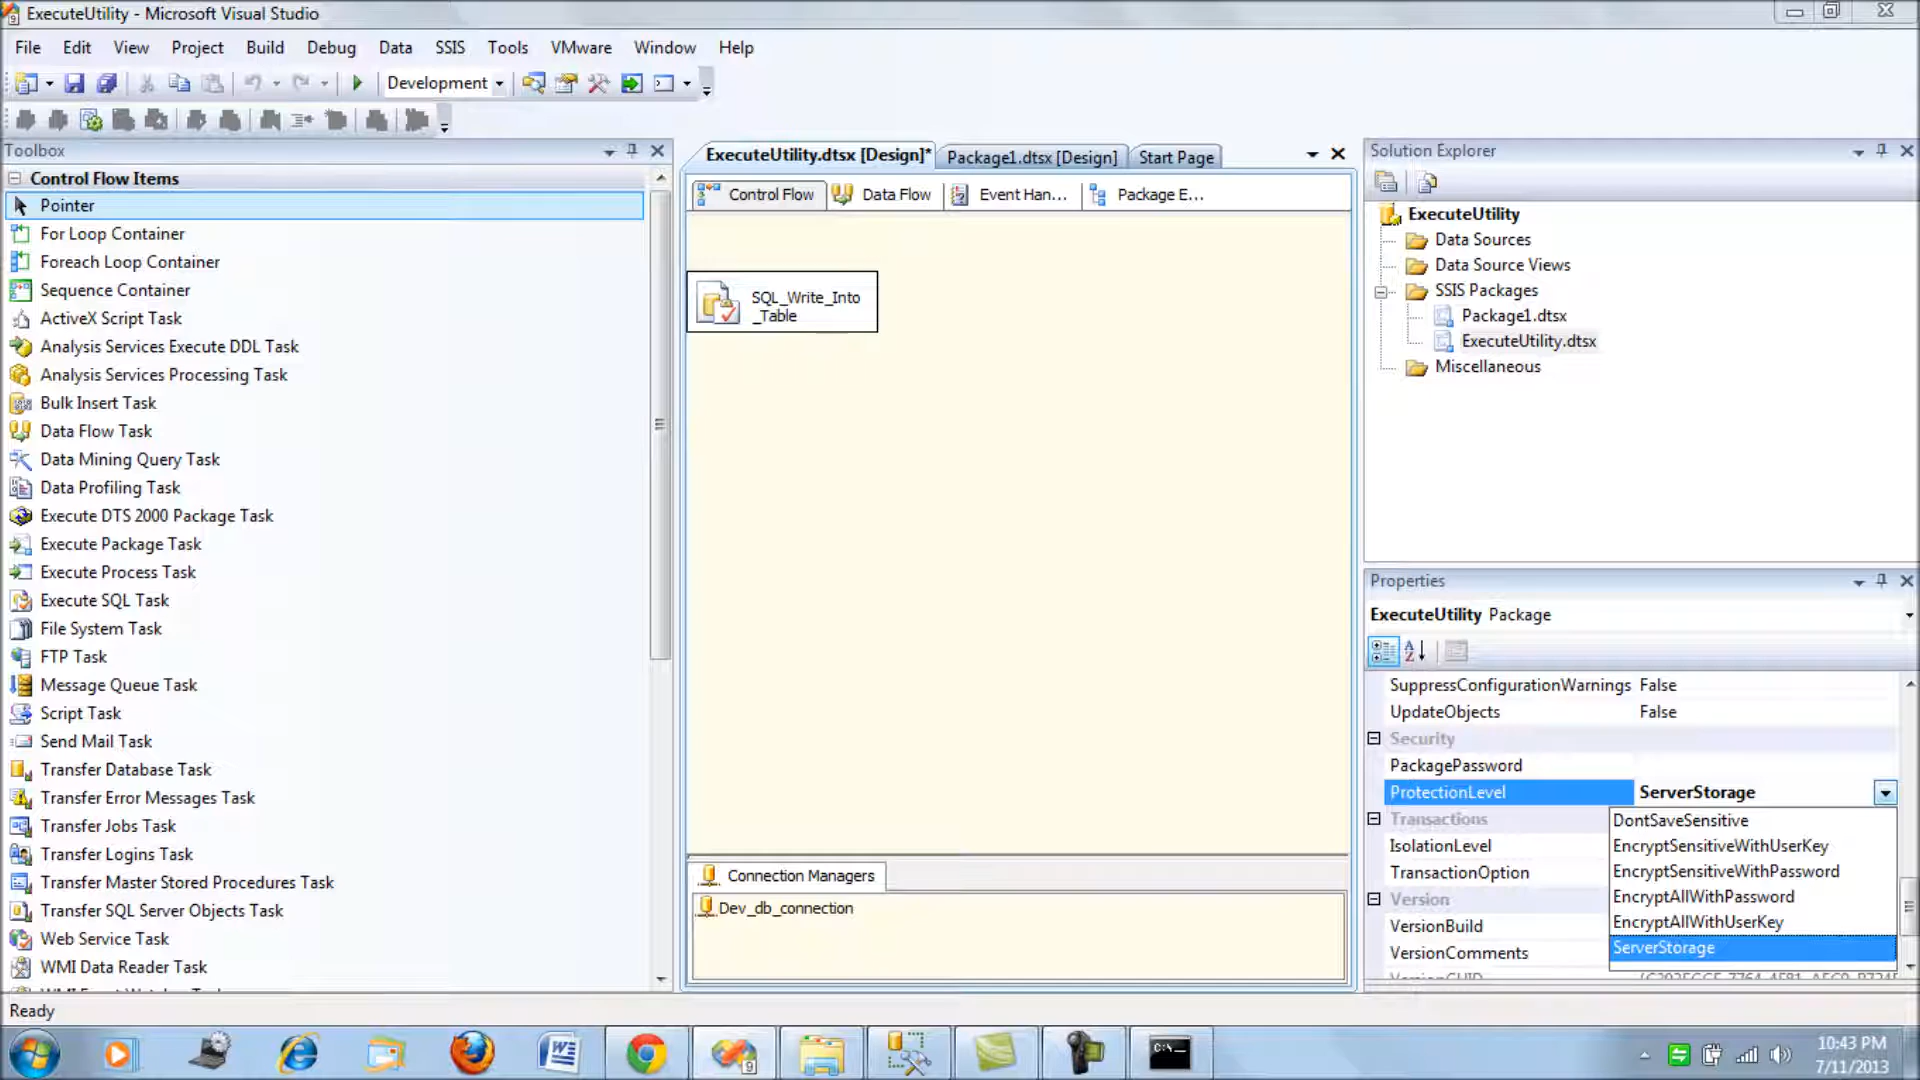 ExecuteUtility - Microsoft Visual Studio
File Edit View Project Build Debug Data SSIS Tools VMware Window Help
Development
Toolbox
Control Flow Items
Pointer
For Loop Container
Foreach Loop Container
Sequence Container
ActiveX Script Task
Analysis Services Execute DDL Task
Analysis Services Processing Task
Bulk Insert Task
Data Flow Task
Data Mining Query Task
Data Profiling Task
Execute DTS 2000 Package Task
Execute Package Task
Execute Process Task
Execute SQL Task
File System Task
FTP Task
Message Queue Task
Script Task
Send Mail Task
Transfer Database Task
Transfer Error Messages Task
Transfer Jobs Task
Transfer Logins Task
Transfer Master Stored Procedures Task
Transfer SQL Server Objects Task
Web Service Task
WMI Data Reader Task
ExecuteUtility.dtsx [Design]* Package1.dtsx [Design] Start Page
Control Flow Data Flow Event Han... Package E...
SQL_Write_Into
_Table
Connection Managers
Dev_db_connection
Solution Explorer
ExecuteUtility
Data Sources
Data Source Views
SSIS Packages
Package1.dtsx
ExecuteUtility.dtsx
Miscellaneous
Properties
ExecuteUtility Package
SuppressConfigurationWarnings False
UpdateObjects False
Security
PackagePassword
ProtectionLevel ServerStorage
Transactions
IsolationLevel
TransactionOption
Version
VersionBuild
VersionComments
DontSaveSensitive
EncryptSensitiveWithUserKey
EncryptSensitiveWithPassword
EncryptAllWithPassword
EncryptAllWithUserKey
ServerStorage
Ready
10:43 PM
7/11/2013